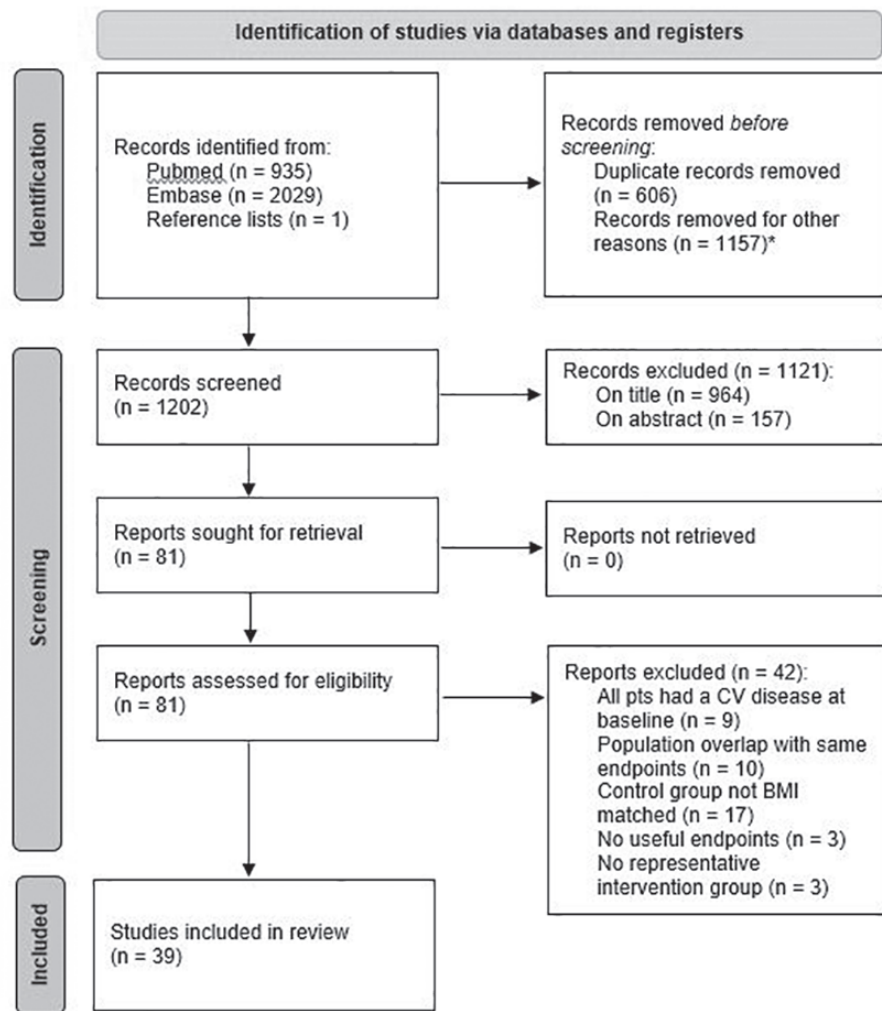 Identification of studies via databases and registers
Identification
Records identified from:
Pubmed (n = 935)
Embase (n = 2029)
Reference lists (n = 1)
Records removed before
screening:
Duplicate records removed
(n = 606)
Records removed for other
reasons (n = 1157)*
Screening
Records screened
(n = 1202)
Records excluded (n = 1121):
On title (n = 964)
On abstract (n = 157)
Reports sought for retrieval
(n = 81)
Reports not retrieved
(n = 0)
Reports assessed for eligibility
(n = 81)
Reports excluded (n = 42):
All pts had a CV disease at
baseline (n = 9)
Population overlap with same
endpoints (n = 10)
Control group not BMI
matched (n = 17)
No useful endpoints (n = 3)
No representative
intervention group (n = 3)
Included
Studies included in review
(n = 39)